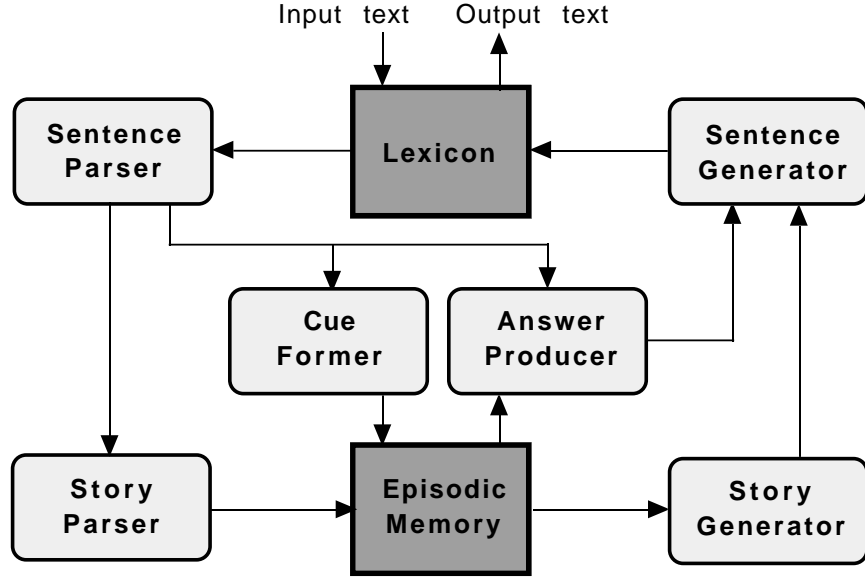 Input text Output text
Sentence
Parser
Lexicon
Sentence
Generator
Cue
Former
Answer
Producer
Story
Parser
Episodic
Memory
Story
Generator